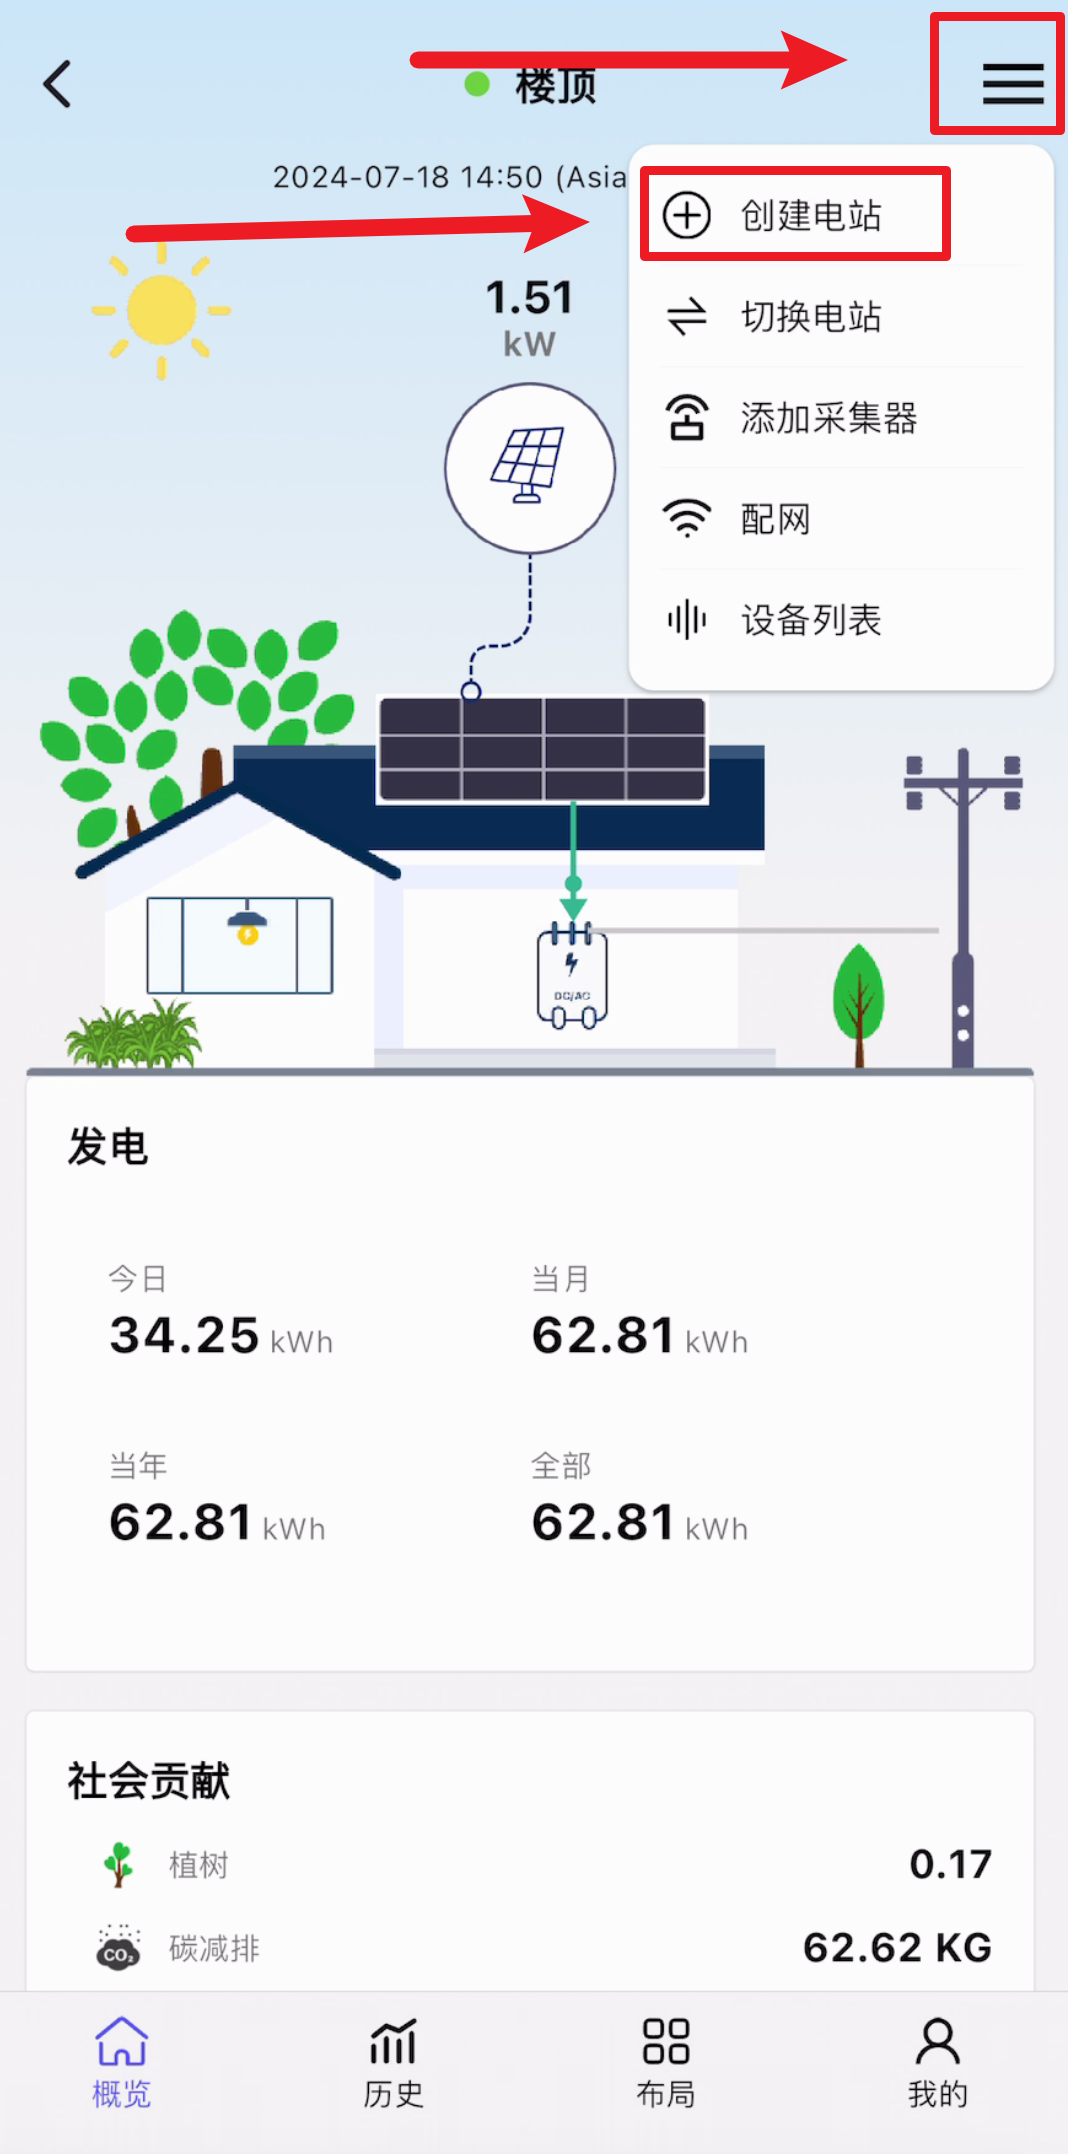 楼顶
2024-07-18 14:50 (Asia
创建电站
切换电站
添加采集器
配网
设备列表
1.51
kW
DC/AC
发电
今日
34.25 kWh
当月
62.81 kWh
当年
62.81 kWh
全部
62.81 kWh
社会贡献
植树
0.17
CO₂
碳减排
62.62 KG
概览
历史
布局
我的